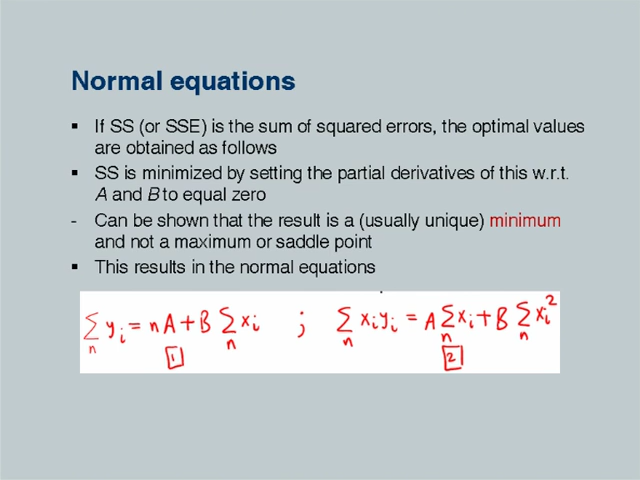 Normal equations
▪ If SS (or SSE) is the sum of squared errors, the optimal values
are obtained as follows
▪ SS is minimized by setting the partial derivatives of this w.r.t.
A and B to equal zero
- Can be shown that the result is a (usually unique) minimum
and not a maximum or saddle point
▪ This results in the normal equations
∑ₙ yᵢ = nA + B ∑ₙ xᵢ ; ∑ₙ xᵢyᵢ = A ∑ₙ xᵢ + B ∑ₙ xᵢ²
1 2